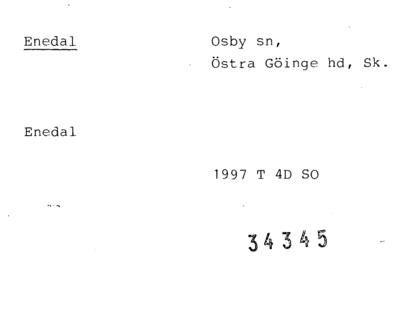 Enedal
Osby sn,
Östra Göinge hd, Sk.
Enedal
1997 T 4D SO
34345